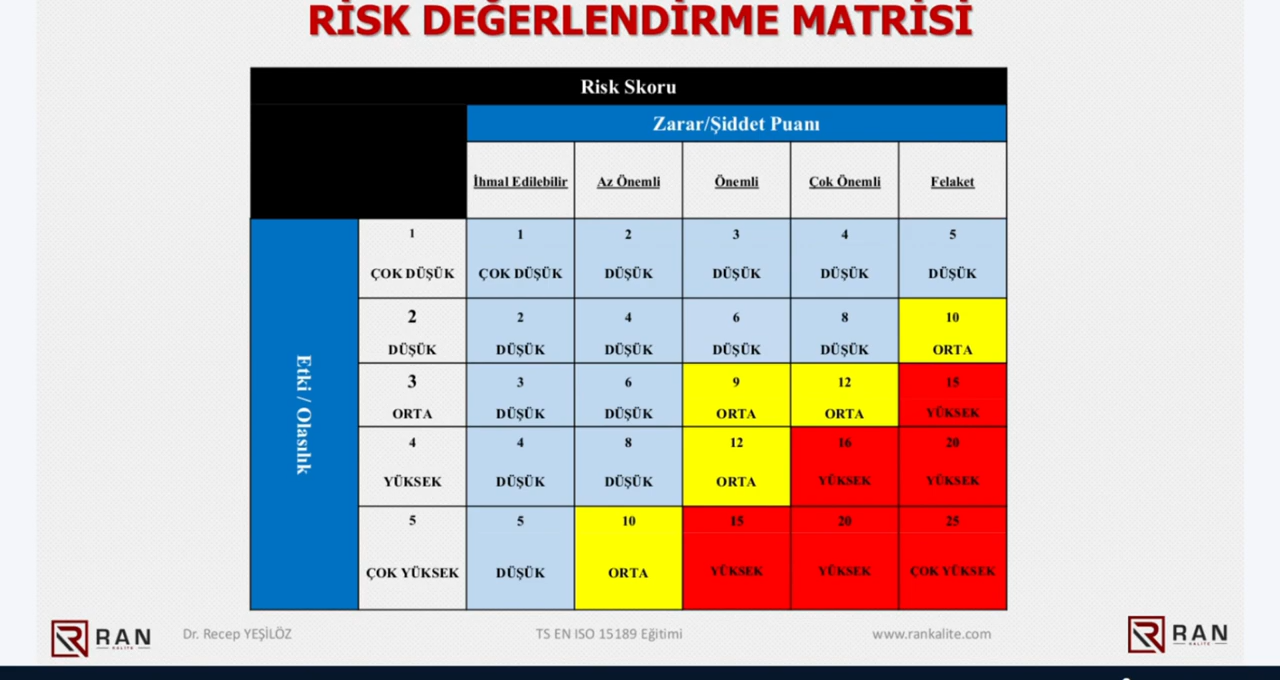 RİSK DEĞERLENDİRME MATRİSİ
Risk Skoru
Zarar/Şiddet Puanı
İhmal Edilebilir Az Önemli Önemli Çok Önemli Felaket
Etki / Olasılık
1 1 2 3 4 5
ÇOK DÜŞÜK ÇOK DÜŞÜK DÜŞÜK DÜŞÜK DÜŞÜK DÜŞÜK
2 2 4 6 8 10
DÜŞÜK DÜŞÜK DÜŞÜK DÜŞÜK DÜŞÜK ORTA
3 3 6 9 12 15
ORTA DÜŞÜK DÜŞÜK ORTA ORTA YÜKSEK
4 4 8 12 16 20
YÜKSEK DÜŞÜK DÜŞÜK ORTA YÜKSEK YÜKSEK
5 5 10 15 20 25
ÇOK YÜKSEK DÜŞÜK ORTA YÜKSEK YÜKSEK ÇOK YÜKSEK
RAN
KALİTE
Dr. Recep YEŞİLÖZ
TS EN ISO 15189 Eğitimi
www.rankalite.com
RAN
KALİTE